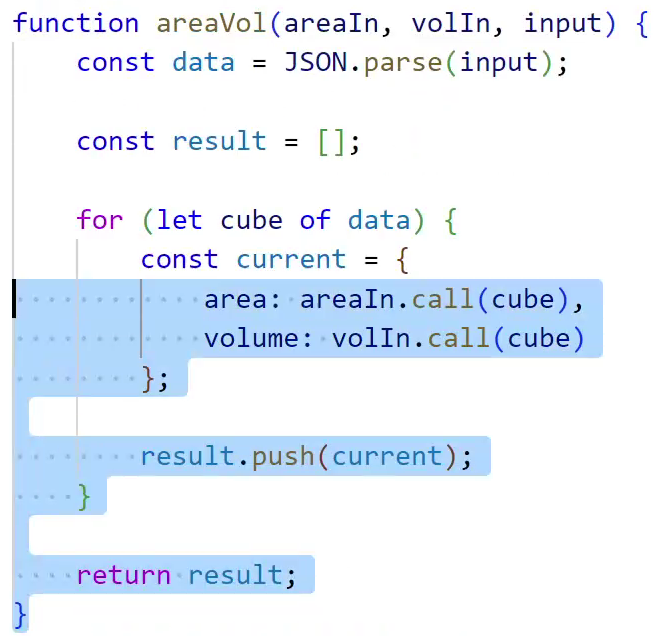 function areaVol(areaIn, volIn, input) {
    const data = JSON.parse(input);

    const result = [];

    for (let cube of data) {
        const current = {
            area: areaIn.call(cube),
            volume: volIn.call(cube)
        };

        result.push(current);
    }

    return result;
}